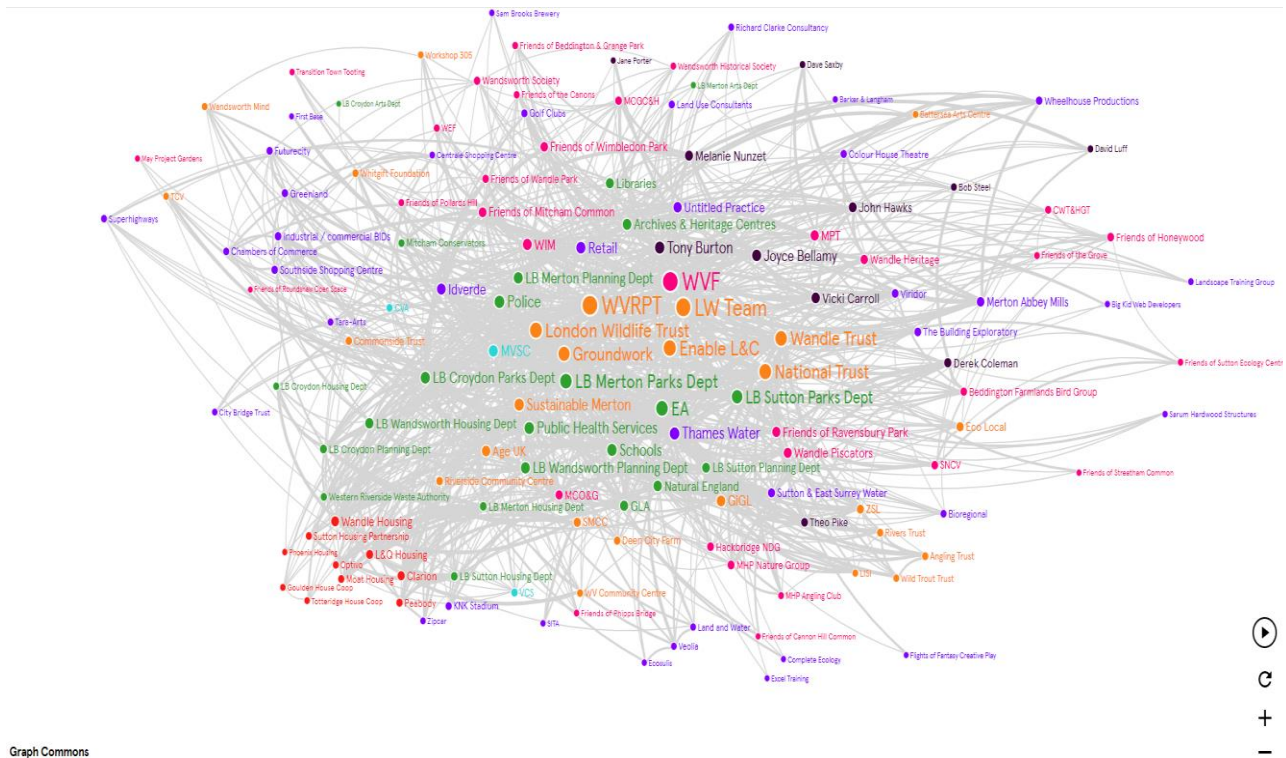 Sam Brooks Brewery
Richard Clarke Consultancy
Friends of Beddington & Grange Park
Workshop 305
Jane Porter
Wandsworth Historical Society
Dave Saxby
Transition Town Tooting
Wandsworth Society
LB Merton Arts Dept
Friends of the Canons
MCGC&H
Land Use Consultants
Barker & Langham
Wheelhouse Productions
LB Croydon Arts Dept
Wandsworth Mind
First Base
Golf Clubs
Battersea Arts Centre
WEF
Futurecity
Centrale Shopping Centre
Friends of Wimbledon Park
Melanie Nunzet
Colour House Theatre
David Luff
May Project Gardens
Whitgift Foundation
Friends of Wandle Park
Libraries
Bob Steel
TCV
Greenland
Friends of Pollards Hill
Friends of Mitcham Common
Untitled Practice
John Hawks
CWT&HGT
Superhighways
Archives & Heritage Centres
Industrial / commercial BIDs
Mitcham Conservators
WIM
Retail
Tony Burton
MPT
Friends of Honeywood
Chambers of Commerce
Joyce Bellamy
Wandle Heritage
Friends of the Grove
Southside Shopping Centre
LB Merton Planning Dept
WVF
Friends of Roundshaw Open Space
Idverde
Landscape Training Group
Police
WVRPT
LW Team
Vicki Carroll
Viridor
Merton Abbey Mills
Big Kid Web Developers
CVA
Tara-Arts
London Wildlife Trust
The Building Exploratory
Commonside Trust
MVSC
Groundwork
Enable L&C
Wandle Trust
Derek Coleman
Friends of Sutton Ecology Centr
LB Croydon Parks Dept
LB Merton Parks Dept
National Trust
LB Croydon Housing Dept
Beddington Farmlands Bird Group
City Bridge Trust
Sustainable Merton
EA
LB Sutton Parks Dept
Sarum Hardwood Structures
LB Wandsworth Housing Dept
Public Health Services
Thames Water
Friends of Ravensbury Park
Eco Local
LB Croydon Planning Dept
Age UK
Schools
Wandle Piscators
LB Wandsworth Planning Dept
LB Sutton Planning Dept
SNCV
Friends of Streatham Common
Riverside Community Centre
Natural England
Western Riverside Waste Authority
MCO&G
Sutton & East Surrey Water
LB Merton Housing Dept
GLA
GIGL
ZSL
Bioregional
Wandle Housing
SMCC
Theo Pike
Sutton Housing Partnership
Deen City Farm
Rivers Trust
Phoenix Housing
L&Q Housing
Hackbridge NDG
Angling Trust
Optivo
MHP Nature Group
Moat Housing
Clarion
LB Sutton Housing Dept
Wild Trout Trust
Goulden House Coop
VCS
WV Community Centre
MHP Angling Club
Totteridge House Coop
Peabody
KNK Stadium
Friends of Phipps Bridge
Zipcar
SITA
Land and Water
Friends of Cannon Hill Common
Veolia
Flights of Fantasy Creative Play
Ecosulis
Complete Ecology
Excel Training
Graph Commons